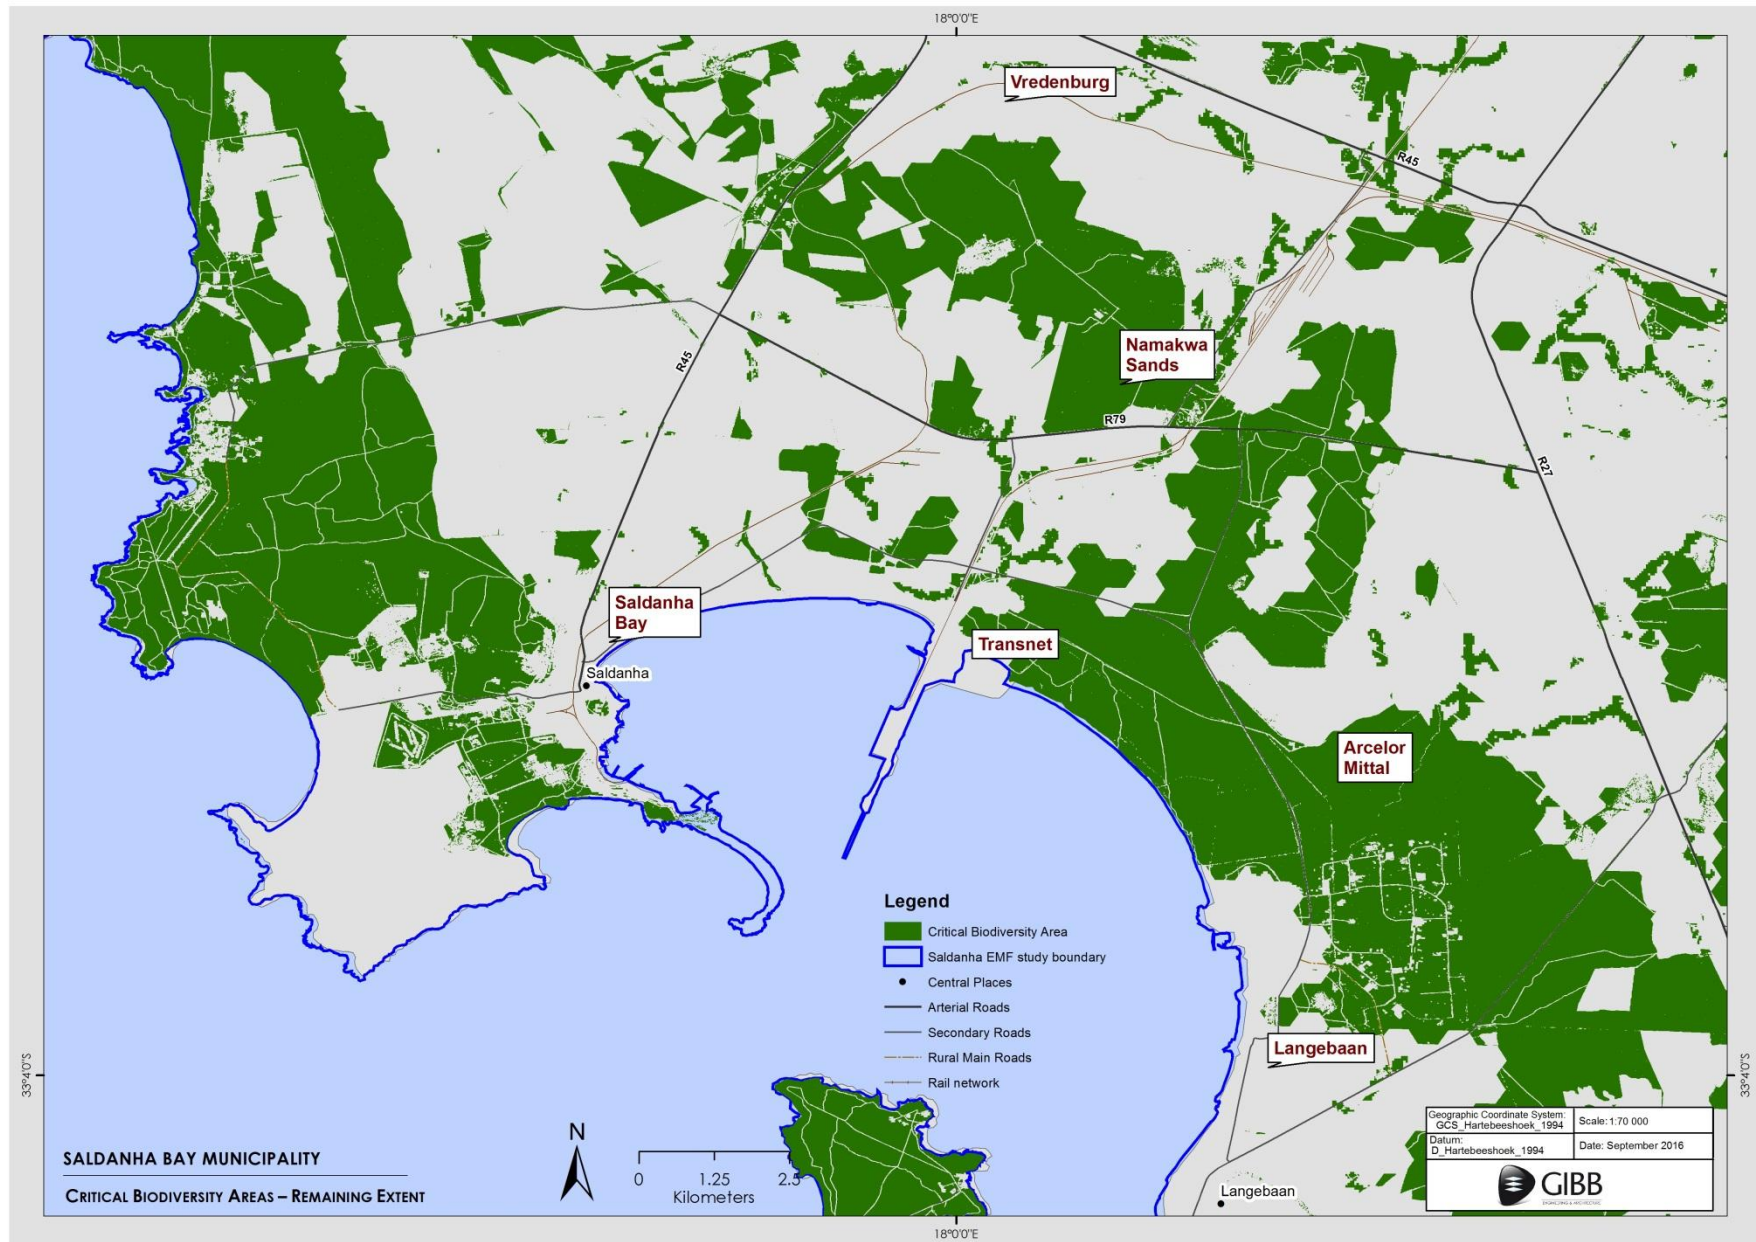 18°0'0"E
Vredenburg
R45
Namakwa
Sands
R45
R79
R27
Saldanha
Bay
Transnet
Saldanha
Arcelor
Mittal
Legend
Critical Biodiversity Area
Saldanha EMF study boundary
Central Places
Arterial Roads
Secondary Roads
Rural Main Roads
Rail network
Langebaan
33°4'0"S
33°4'0"S
N
0 1.25 2.5
Kilometers
SALDANHA BAY MUNICIPALITY
CRITICAL BIODIVERSITY AREAS – REMAINING EXTENT
Geographic Coordinate System:
GCS_Hartebeeshoek_1994
Scale:1:70 000
Datum:
D_Hartebeeshoek_1994
Date: September 2016
GIBB
ENGINEERING & ARCHITECTURE
Langebaan
18°0'0"E